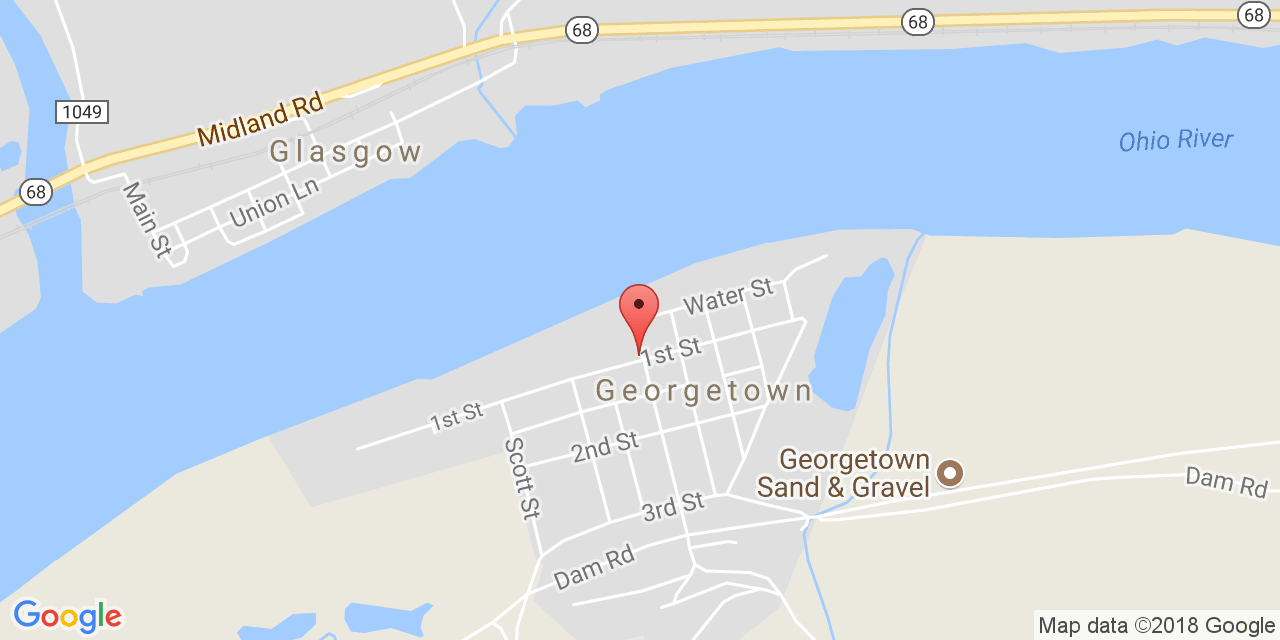 68
68
68
1049
Midland Rd
Glasgow
Ohio River
68
Main St
Union Ln
Water St
1st St
Georgetown
1st St
2nd St
Scott St
Georgetown
Sand & Gravel
Dam Rd
3rd St
Dam Rd
Google
Map data ©2018 Google